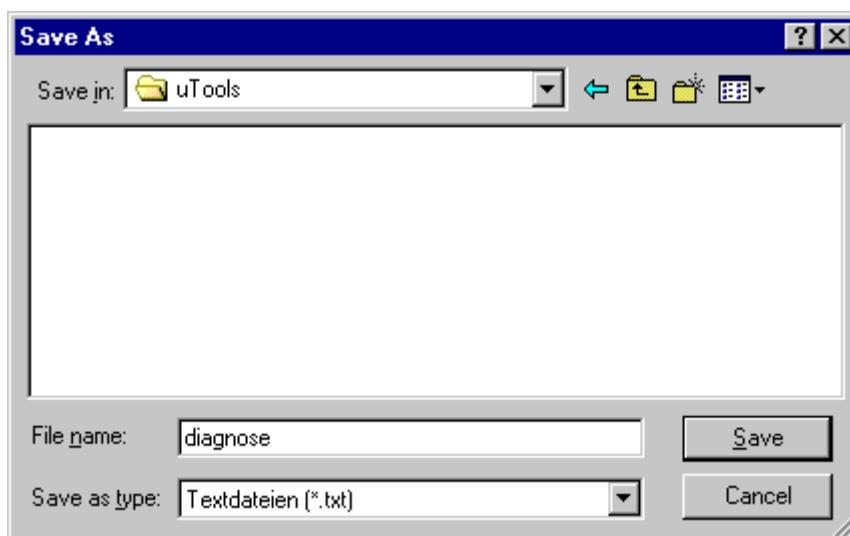 Save As
Save in: uTools
File name: diagnose Save
Save as type: Textdateien (*.txt) Cancel